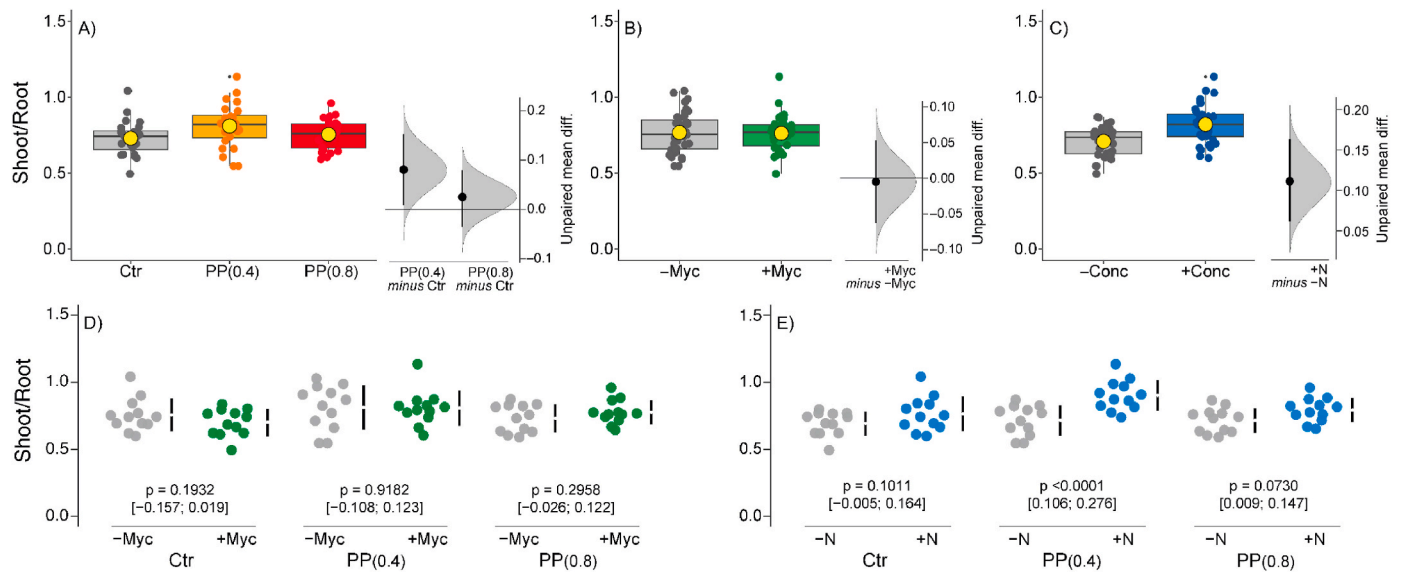 A)
Shoot/Root
1.5
1.0
0.5
0.0
Ctr
PP(0.4)
PP(0.8)
0.2
0.1
0.0
−0.1
Unpaired mean diff.
PP(0.4) PP(0.8)
minus Ctr minus Ctr
B)
1.5
1.0
0.5
0.0
−Myc
+Myc
0.10
0.05
0.00
−0.05
−0.10
Unpaired mean diff.
+Myc
minus −Myc
C)
1.5
1.0
0.5
0.0
−Conc
+Conc
0.20
0.15
0.10
0.05
Unpaired mean diff.
+N
minus −N
D)
Shoot/Root
1.5
1.0
0.5
0.0
p = 0.1932
[−0.157; 0.019]
p = 0.9182
[−0.108; 0.123]
p = 0.2958
[−0.026; 0.122]
−Myc +Myc −Myc +Myc −Myc +Myc
Ctr PP(0.4) PP(0.8)
E)
1.5
1.0
0.5
0.0
p = 0.1011
[−0.005; 0.164]
p <0.0001
[0.106; 0.276]
p = 0.0730
[0.009; 0.147]
−N +N −N +N −N +N
Ctr PP(0.4) PP(0.8)